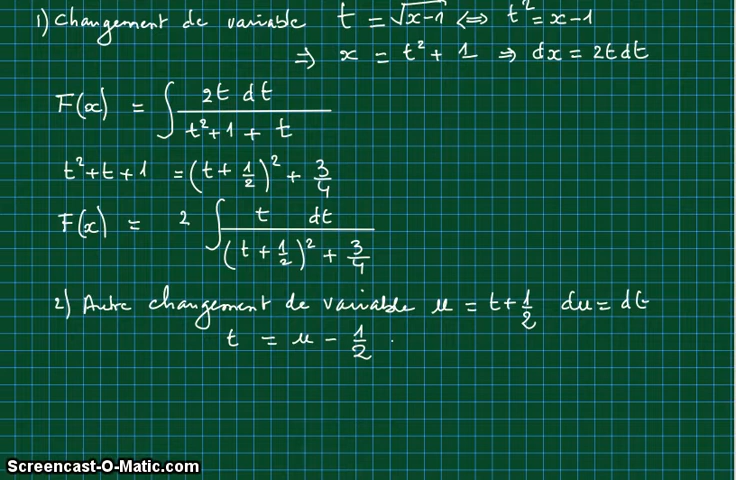 1) Changement de variable t = √x-1 ⇔ t² = x-1
⇒ x = t² + 1 ⇒ dx = 2t dt
F(x) = ∫ 2t dt / (t² + 1 + t)
t² + t + 1 = (t + 1/2)² + 3/4
F(x) = 2 ∫ t dt / ((t + 1/2)² + 3/4)
2) Autre changement de variable u = t + 1/2 du = dt
t = u - 1/2 .
Screencast-O-Matic.com